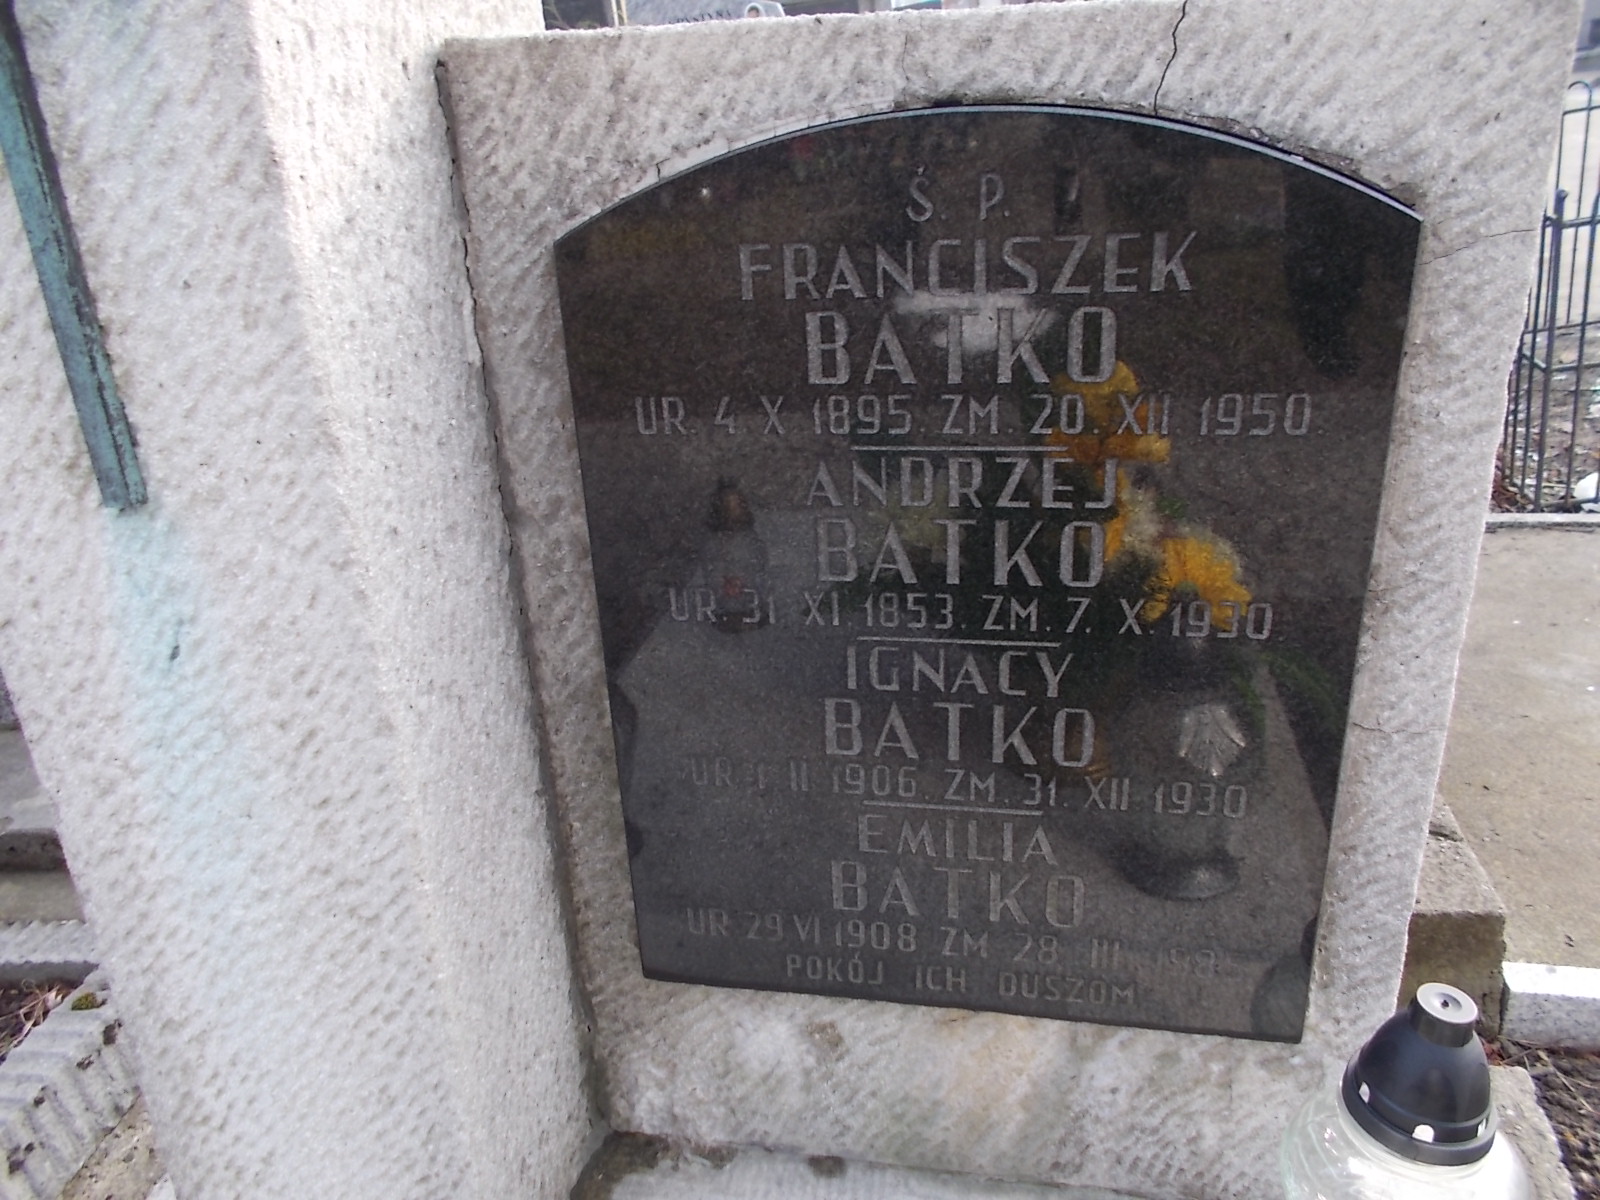 Ś. P.
FRANCISZEK
BATKO
UR. 4. X 1895. ZM. 20. XII. 1950.
ANDRZEJ
BATKO
UR. 31 XI. 1853. ZM. 7. X. 1930.
IGNACY
BATKO
UR 1 II 1906. ZM. 31. XII 1930
EMILIA
BATKO
UR 29 VI 1908 ZM 28 III
POKÓJ ICH DUSZOM